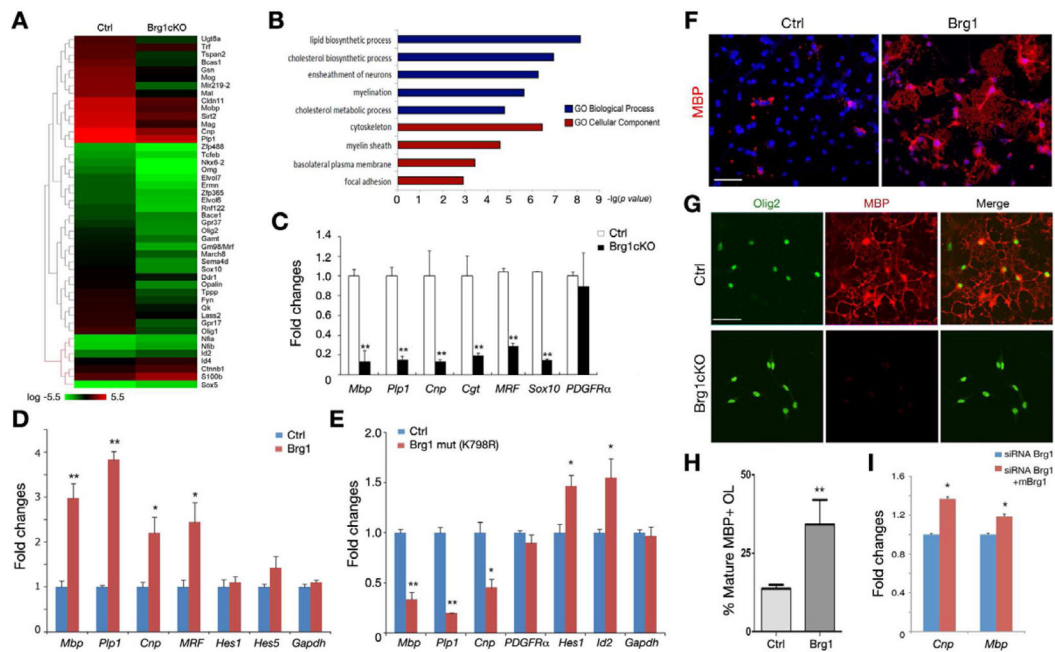 A
Ctrl Brg1cKO
Ugt8a
Trf
Tspan2
Bcas1
Gsn
Mog
Mir219-2
Mal
Cldn11
Mobp
Sirt2
Mag
Cnp
Plp1
Zfp488
Tcfeb
Nkx6-2
Omg
Elvol7
Ermn
Zfp365
Elvol6
Rnf122
Bace1
Gpr37
Olig2
Gamt
Gm98/Mrf
March8
Sema4d
Sox10
Ddr1
Opalin
Tppp
Fyn
Qk
Lass2
Gpr17
Olig1
Nfia
Nfib
Id2
Id4
Ctnnb1
S100b
Sox5
log -5.5 5.5
B
lipid biosynthetic process
cholesterol biosynthetic process
ensheathment of neurons
myelination
cholesterol metabolic process
cytoskeleton
myelin sheath
basolateral plasma membrane
focal adhesion
GO Biological Process
GO Cellular Component
0 1 2 3 4 5 6 7 8 9 -lg(p value)
C
Ctrl
Brg1cKO
Fold changes
1.4
1.2
1.0
0.8
0.6
0.4
0.2
0
** ** ** ** ** **
Mbp Plp1 Cnp Cgt MRF Sox10 PDGFRα
D
Ctrl
Brg1
Fold changes
4
3
2
1
0
** ** * *
Mbp Plp1 Cnp MRF Hes1 Hes5 Gapdh
E
Ctrl
Brg1 mut (K798R)
Fold changes
2.0
1.5
1.0
0.5
0
** ** * * *
Mbp Plp1 Cnp PDGFRα Hes1 Id2 Gapdh
F
Ctrl Brg1
MBP
G
Olig2 MBP Merge
Ctrl
Brg1cKO
H
% Mature MBP+ OL
50
25
0
**
Ctrl Brg1
I
siRNA Brg1
siRNA Brg1
+mBrg1
Fold changes
1.6
1.2
0.8
0.4
0
* *
Cnp Mbp